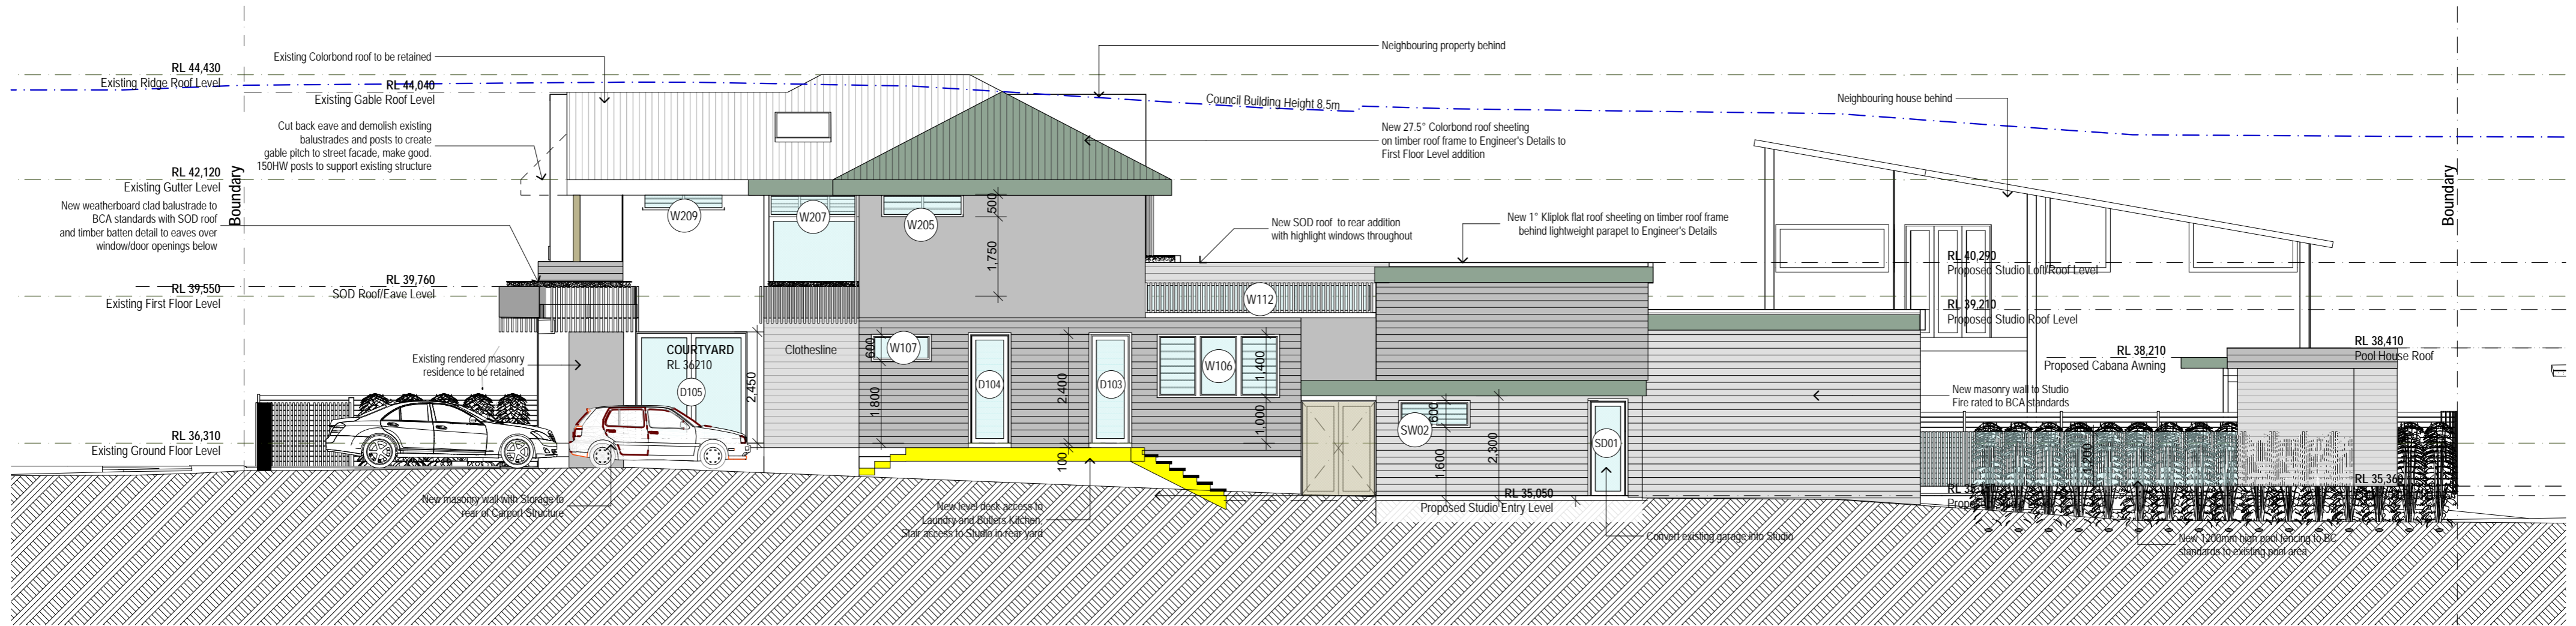 RL 44,430
Existing Ridge Roof Level
Existing Colorbond roof to be retained
RL 44,040
Existing Gable Roof Level
Cut back eave and demolish existing
balustrades and posts to create
gable pitch to street facade, make good.
150HW posts to support existing structure
RL 42,120
Existing Gutter Level
Boundary
New weatherboard clad balustrade to
BCA standards with SOD roof
and timber batten detail to eaves over
window/door openings below
RL 39,760
SOD Roof/Eave Level
RL 39,550
Existing First Floor Level
Existing rendered masonry
residence to be retained
RL 36,310
Existing Ground Floor Level
New masonry wall with Storage to
rear of Carport Structure
Neighbouring property behind
Council Building Height 8.5m
New 27.5° Colorbond roof sheeting
on timber roof frame to Engineer's Details to
First Floor Level addition
W209
W207
W205
500
1,750
New SOD roof to rear addition
with highlight windows throughout
New 1° Kliplok flat roof sheeting on timber roof frame
behind lightweight parapet to Engineer's Details
W112
COURTYARD
RL 36210
D105
2,450
Clothesline
600
W107
1,800
D104
2,400
D103
100
W106
1,400
1,000
New level deck access to
Laundry and Butlers Kitchen,
Stair access to Studio in rear yard
SW02
600
1,600
2,300
SD01
RL 35,050
Proposed Studio Entry Level
Convert existing garage into Studio
Neighbouring house behind
Boundary
RL 40,290
Proposed Studio Loft/Roof Level
RL 39,210
Proposed Studio Roof Level
RL 38,210
Proposed Cabana Awning
RL 38,410
Pool House Roof
New masonry wall to Studio
Fire rated to BCA standards
1,200
RL 35,360
New 1200mm high pool fencing to BC
standards to existing pool area